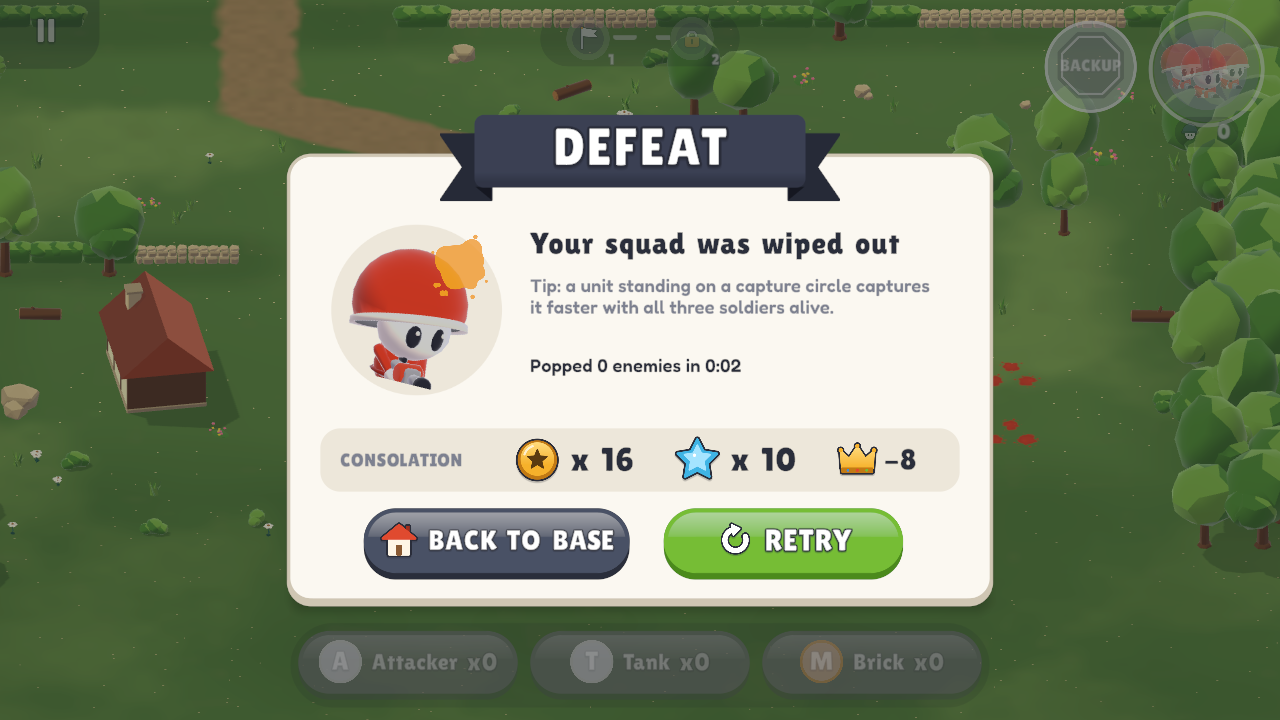 1
2
BACKUP
0
DEFEAT
Your squad was wiped out
Tip: a unit standing on a capture circle captures
it faster with all three soldiers alive.
Popped 0 enemies in 0:02
CONSOLATION
x 16
x 10
-8
BACK TO BASE
RETRY
A Attacker x0
T Tank x0
M Brick x0